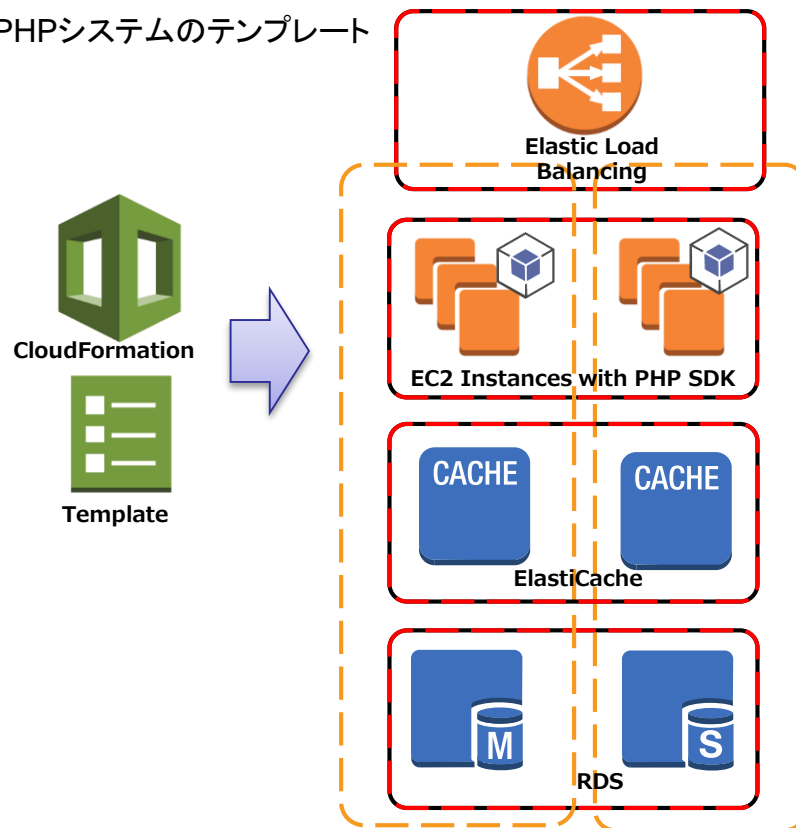 PHPシステムのテンプレート
Elastic Load
Balancing
CloudFormation
Template
EC2 Instances with PHP SDK
CACHE
CACHE
ElastiCache
M
S
RDS